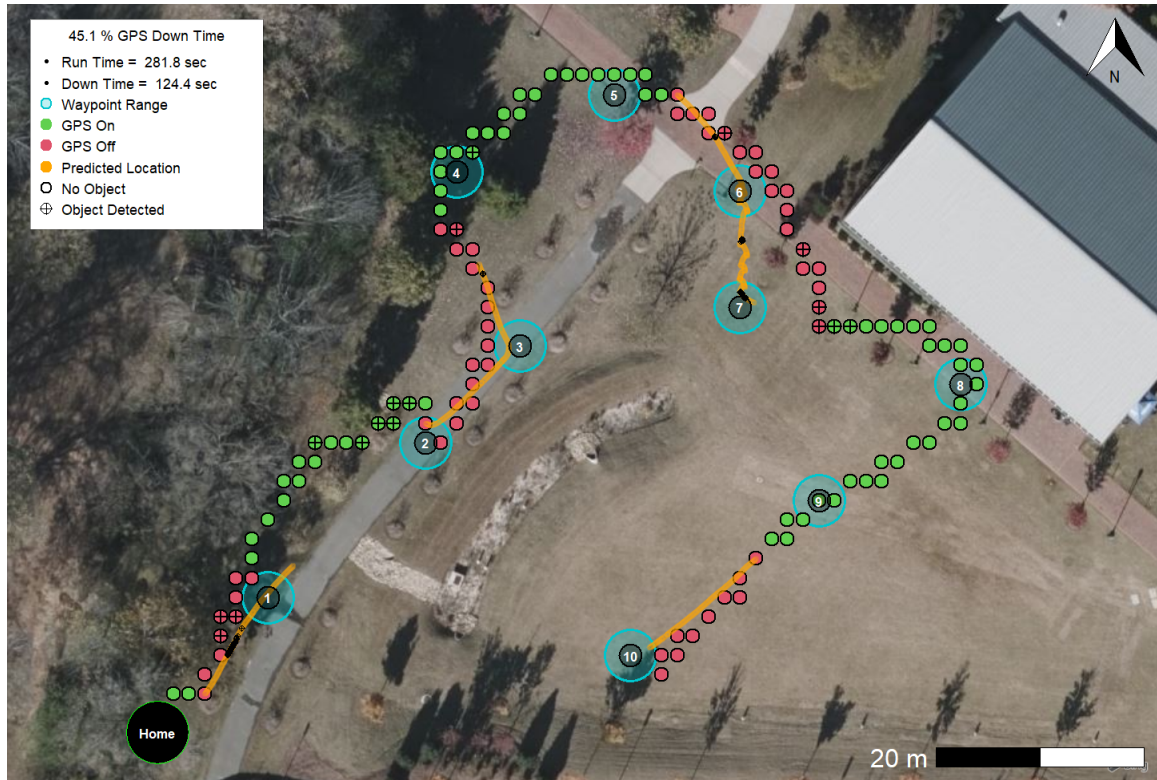 45.1 % GPS Down Time
Run Time = 281.8 sec
Down Time = 124.4 sec
Waypoint Range
GPS On
GPS Off
Predicted Location
No Object
Object Detected
N
5
4
6
7
3
8
2
9
1
10
Home
20 m